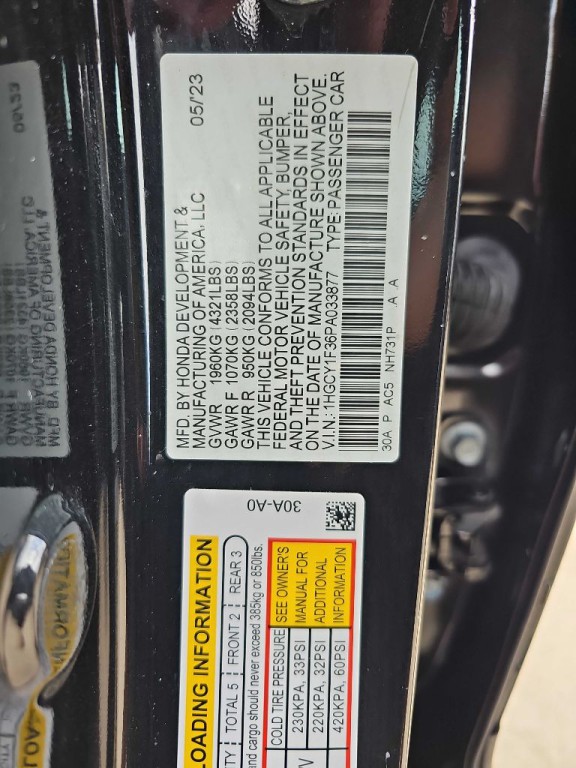 MFD. BY HONDA DEVELOPMENT & 05/'23
MANUFACTURING OF AMERICA, LLC
GVWR 1960KG (4321LBS)
GAWR F 1070KG (2358LBS)
GAWR R 950KG (2094LBS)
THIS VEHICLE CONFORMS TO ALL APPLICABLE
FEDERAL MOTOR VEHICLE SAFETY, BUMPER,
AND THEFT PREVENTION STANDARDS IN EFFECT
ON THE DATE OF MANUFACTURE SHOWN ABOVE.
V.I.N.: 1HGCY1F36PA033877 TYPE: PASSENGER CAR
30A P AC5 NH731P A A
LOADING INFORMATION 30A-A0
TOTAL 5 FRONT 2 REAR 3
and cargo should never exceed 385kg or 850lbs.
COLD TIRE PRESSURE SEE OWNER'S
230KPA, 33PSI MANUAL FOR
220KPA, 32PSI ADDITIONAL
420KPA, 60PSI INFORMATION